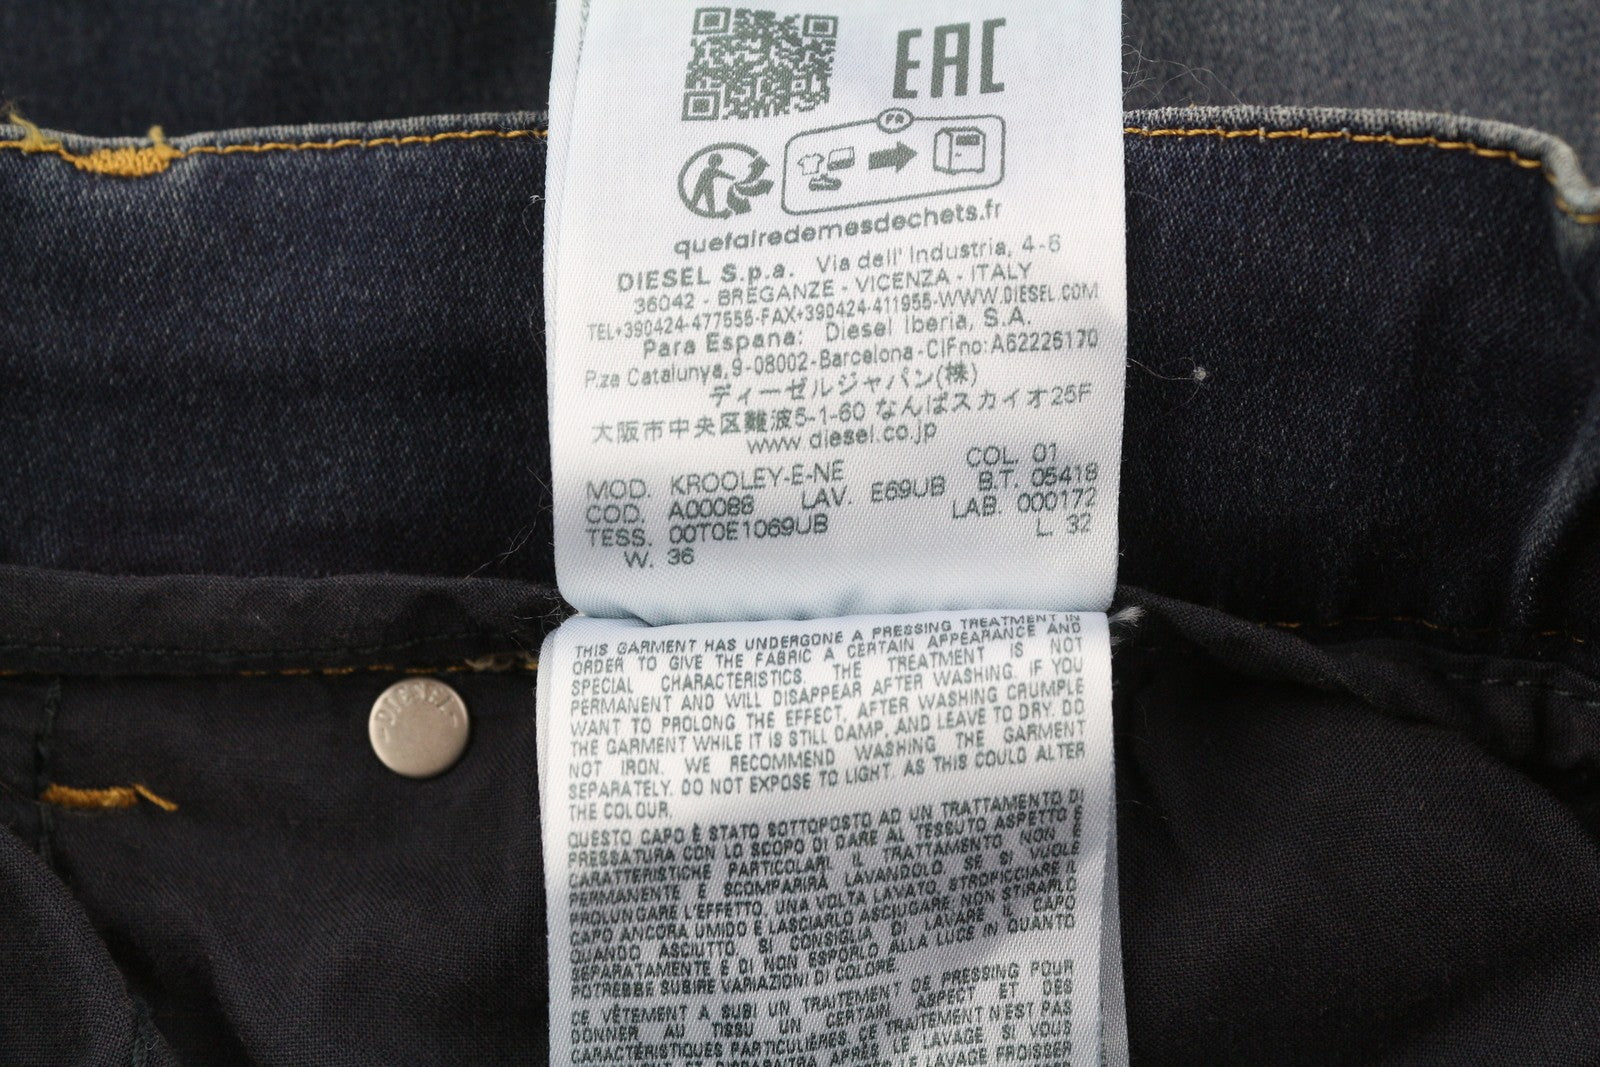 EAC
FR
quefairedemesdechets.fr
DIESEL S.p.a. Via dell' Industria, 4-6
36042 - BREGANZE - VICENZA - ITALY
TEL+390424-477555-FAX+390424-411955-WWW.DIESEL.COM
Para Espana: Diesel Iberia, S.A.
P.za Catalunya,9-08002-Barcelona-CIFno:A62226170
ディーゼルジャパン(株)
大阪市中央区難波5-1-60 なんばスカイオ25F
www.diesel.co.jp
MOD. KROOLEY-E-NE COL. 01
COD. A00088 LAV. E69UB B.T. 05418
TESS. 00T0E1069UB LAB. 000172
W. 36 L. 32
THIS GARMENT HAS UNDERGONE A PRESSING TREATMENT IN
ORDER TO GIVE THE FABRIC A CERTAIN APPEARANCE AND
SPECIAL CHARACTERISTICS. THE TREATMENT IS NOT
PERMANENT AND WILL DISAPPEAR AFTER WASHING. IF YOU
WANT TO PROLONG THE EFFECT, AFTER WASHING CRUMPLE
THE GARMENT WHILE IT IS STILL DAMP, AND LEAVE TO DRY. DO
NOT IRON. WE RECOMMEND WASHING THE GARMENT
SEPARATELY. DO NOT EXPOSE TO LIGHT, AS THIS COULD ALTER
THE COLOUR.
QUESTO CAPO È STATO SOTTOPOSTO AD UN TRATTAMENTO DI
PRESSATURA CON LO SCOPO DI DARE AL TESSUTO ASPETTO E
CARATTERISTICHE PARTICOLARI. IL TRATTAMENTO NON È
PERMANENTE E SCOMPARIRÀ LAVANDOLO. SE SI VUOLE
PROLUNGARE L'EFFETTO, UNA VOLTA LAVATO, STROPICCIARE IL
CAPO ANCORA UMIDO E LASCIARLO ASCIUGARE. NON STIRARLO
QUANDO ASCIUTTO. SI CONSIGLIA DI LAVARE IL CAPO
SEPARATAMENTE E DI NON ESPORLO ALLA LUCE IN QUANTO
POTREBBE SUBIRE VARIAZIONI DI COLORE.
CE VÊTEMENT A SUBI UN TRAITEMENT DE PRESSING POUR
DONNER AU TISSU UN CERTAIN ASPECT ET DES
CARACTÉRISTIQUES PARTICULIÈRES. CE TRAITEMENT N'EST PAS
ET DISPARAÎTRA APRÈS LE LAVAGE. SI VOUS
LE LAVAGE FROISSER
DIESEL